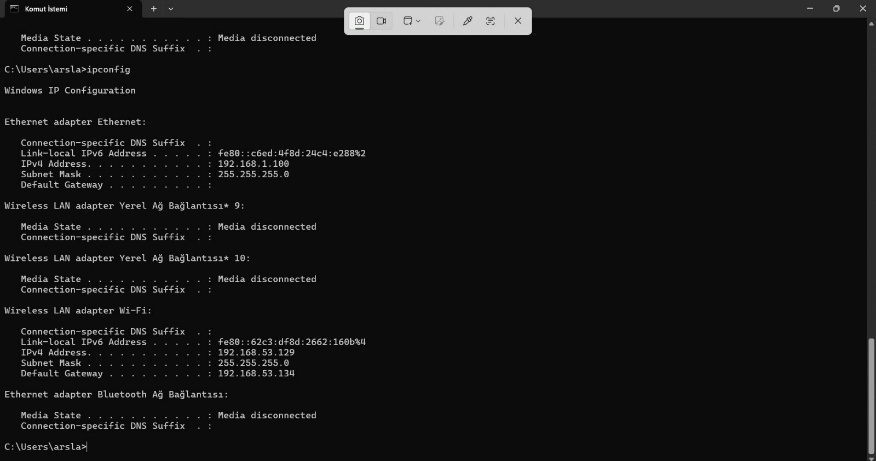 Komut İstemi
Media State . . . . . . . . . . . : Media disconnected
Connection-specific DNS Suffix  . :
C:\Users\arsla>ipconfig
Windows IP Configuration
Ethernet adapter Ethernet:
Connection-specific DNS Suffix  . :
Link-local IPv6 Address . . . . . : fe80::c6ed:4f8d:24c4:e288%2
IPv4 Address. . . . . . . . . . . : 192.168.1.100
Subnet Mask . . . . . . . . . . . : 255.255.255.0
Default Gateway . . . . . . . . . :
Wireless LAN adapter Yerel Ağ Bağlantısı* 9:
Media State . . . . . . . . . . . : Media disconnected
Connection-specific DNS Suffix  . :
Wireless LAN adapter Yerel Ağ Bağlantısı* 10:
Media State . . . . . . . . . . . : Media disconnected
Connection-specific DNS Suffix  . :
Wireless LAN adapter Wi-Fi:
Connection-specific DNS Suffix  . :
Link-local IPv6 Address . . . . . : fe80::62c3:df8d:2662:160b%4
IPv4 Address. . . . . . . . . . . : 192.168.53.129
Subnet Mask . . . . . . . . . . . : 255.255.255.0
Default Gateway . . . . . . . . . : 192.168.53.134
Ethernet adapter Bluetooth Ağ Bağlantısı:
Media State . . . . . . . . . . . : Media disconnected
Connection-specific DNS Suffix  . :
C:\Users\arsla>